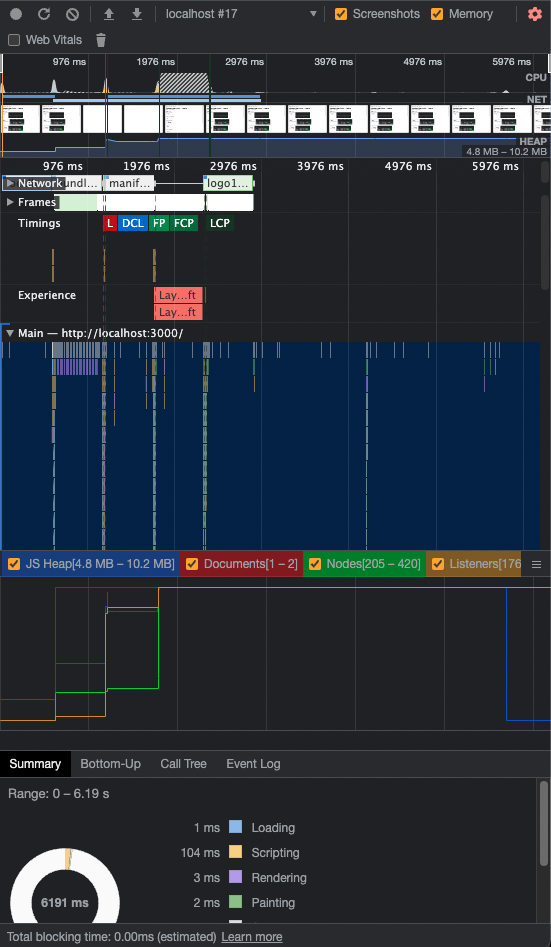 localhost #17 Screenshots Memory
Web Vitals
976 ms 1976 ms 2976 ms 3976 ms 4976 ms 5976 ms
CPU
NET
HEAP
4.8 MB – 10.2 MB
976 ms 1976 ms 2976 ms 3976 ms 4976 ms 5976 ms
Network undl... manif... logo1...
Frames
Timings L DCL FP FCP LCP
Experience Lay...ft
Lay...ft
Main — http://localhost:3000/
JS Heap[4.8 MB – 10.2 MB] Documents[1 – 2] Nodes[205 – 420] Listeners[176
Summary Bottom-Up Call Tree Event Log
Range: 0 – 6.19 s
1 ms Loading
104 ms Scripting
3 ms Rendering
2 ms Painting
6191 ms
Total blocking time: 0.00ms (estimated) Learn more